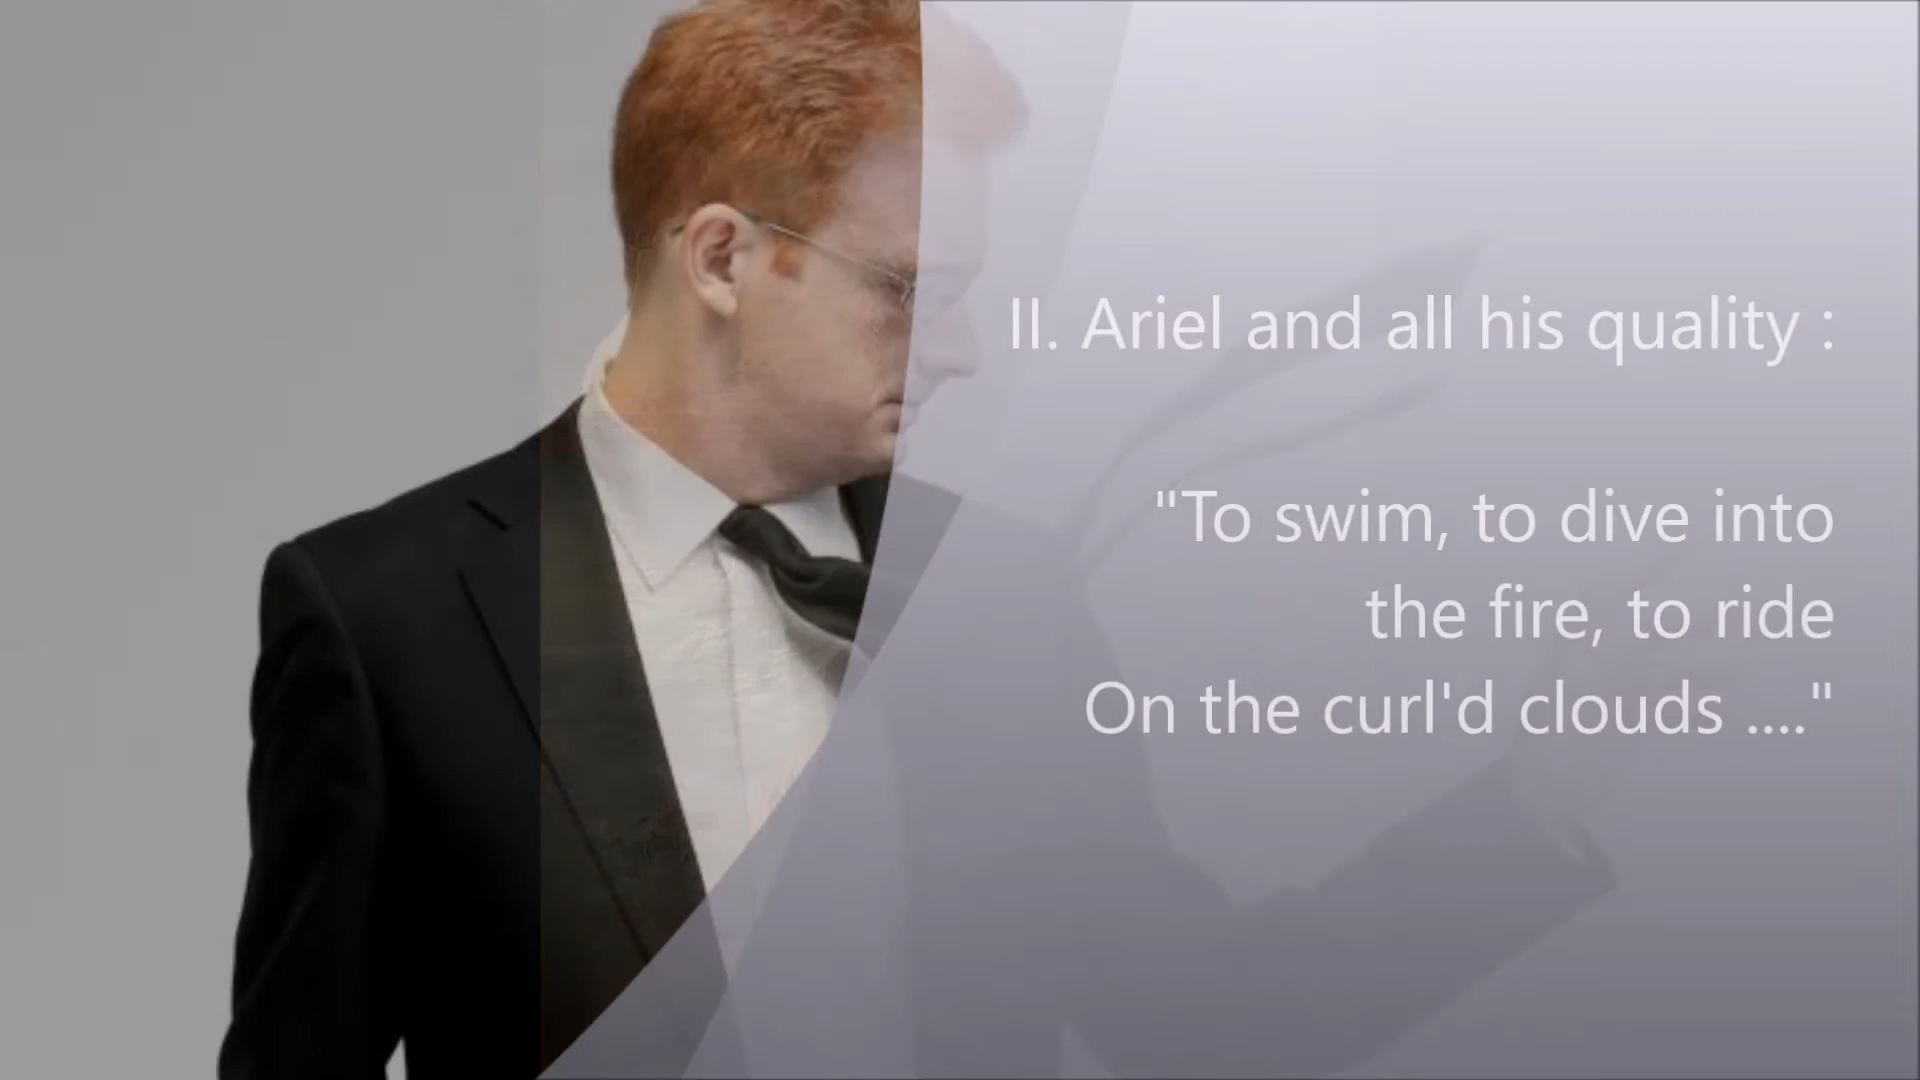 II. Ariel and all his quality :
"To swim, to dive into
the fire, to ride
On the curl'd clouds ...."